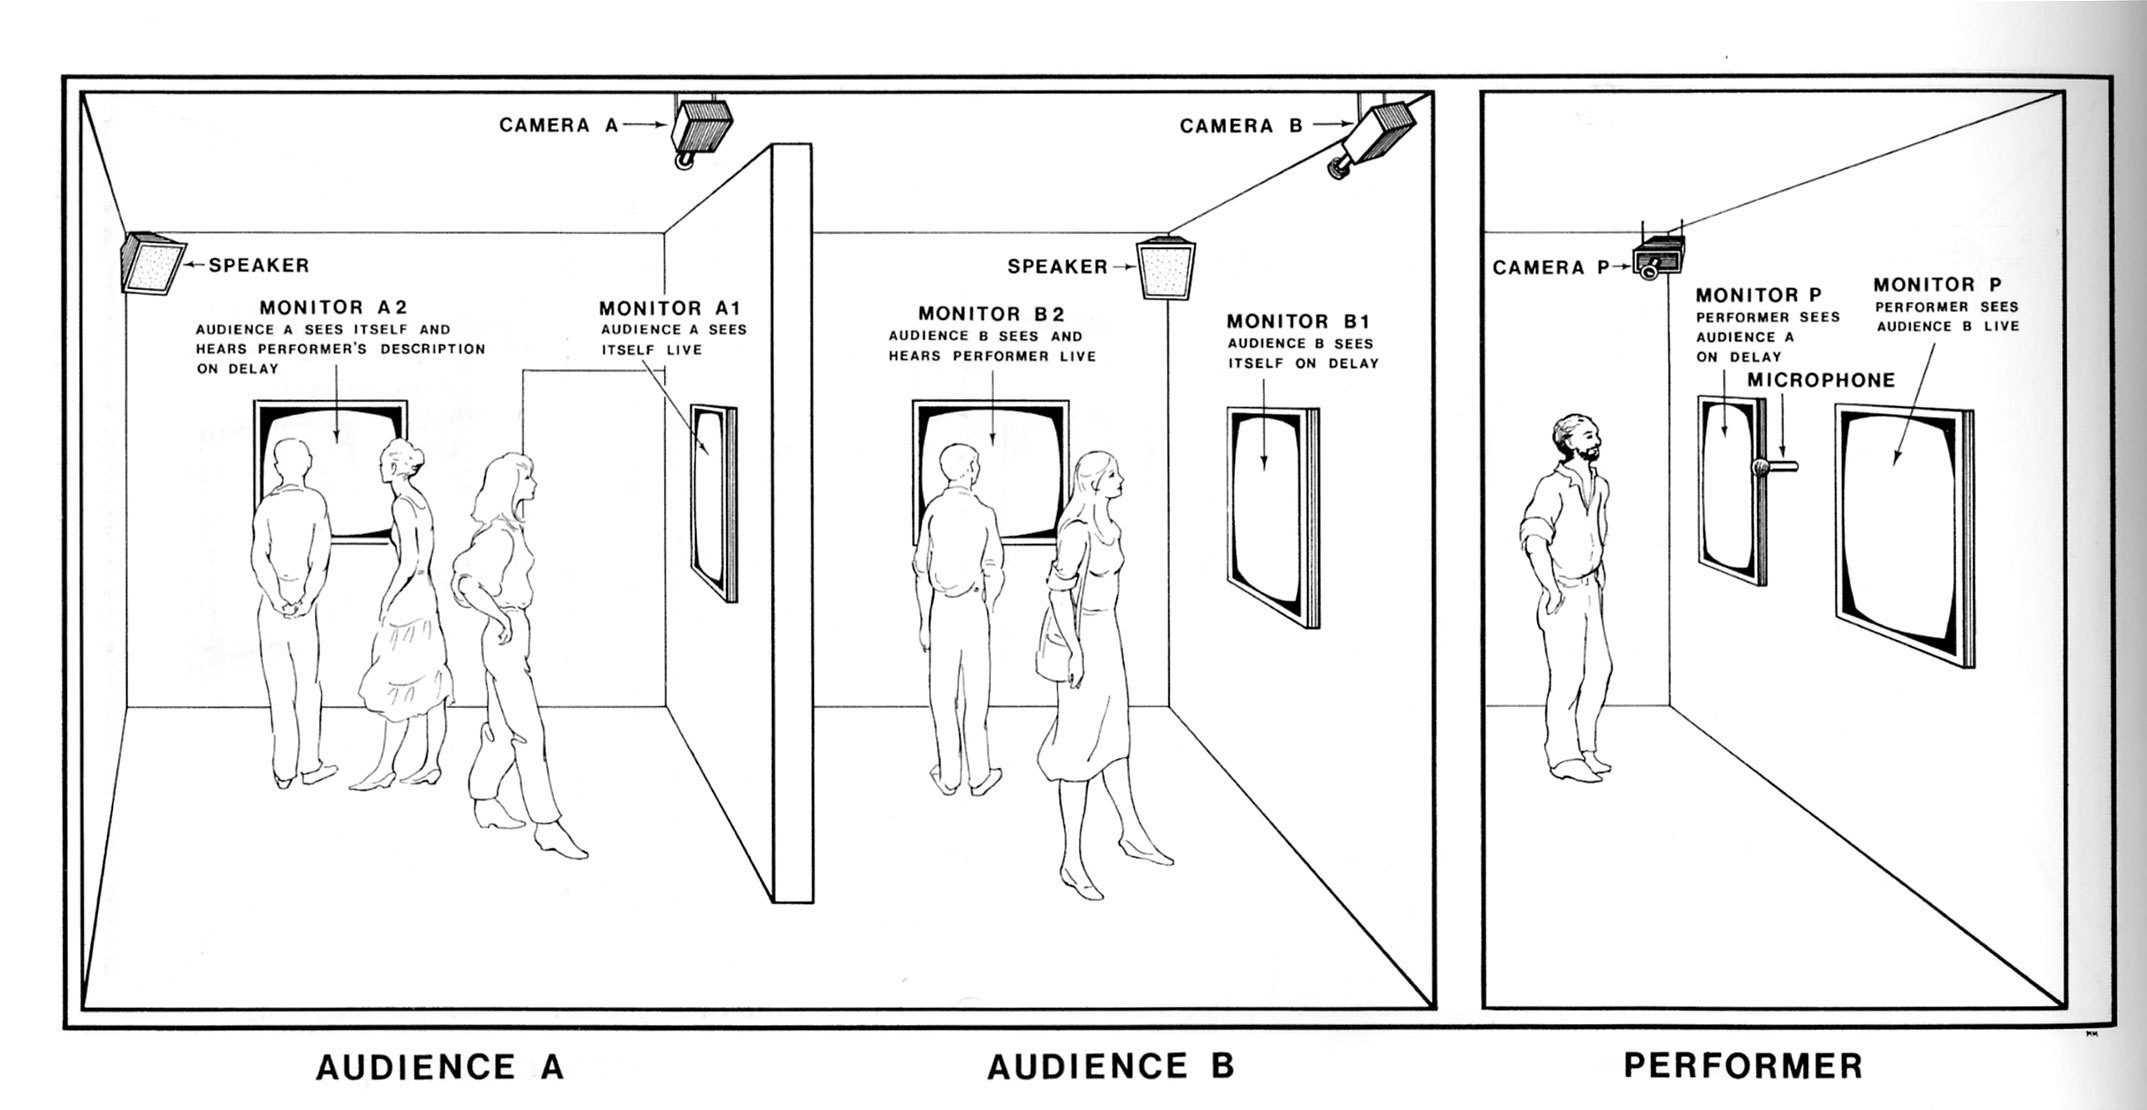 CAMERA A
CAMERA B
SPEAKER
SPEAKER
CAMERA P
MONITOR A2
AUDIENCE A SEES ITSELF AND
HEARS PERFORMER'S DESCRIPTION
ON DELAY
MONITOR A1
AUDIENCE A SEES
ITSELF LIVE
MONITOR B2
AUDIENCE B SEES AND
HEARS PERFORMER LIVE
MONITOR B1
AUDIENCE B SEES
ITSELF ON DELAY
MONITOR P
PERFORMER SEES
AUDIENCE A
ON DELAY
MICROPHONE
MONITOR P
PERFORMER SEES
AUDIENCE B LIVE
MM
AUDIENCE A
AUDIENCE B
PERFORMER